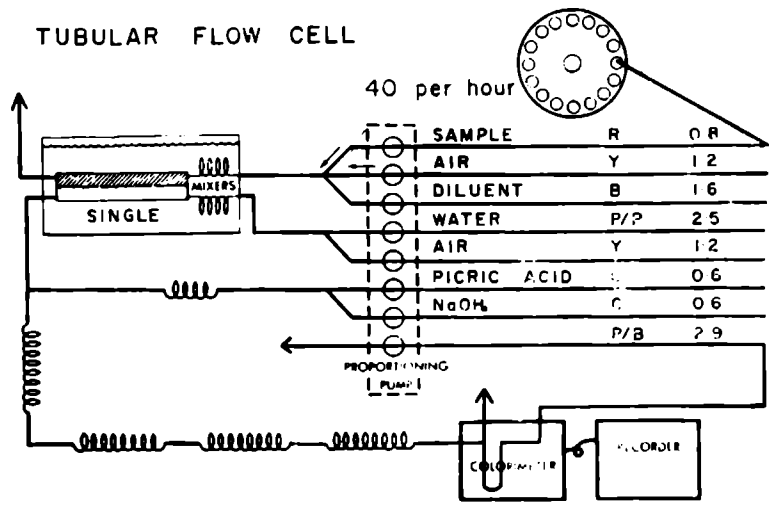 TUBULAR FLOW CELL
40 per hour
SAMPLE R 0.8
AIR Y 1.2
DILUENT B 1.6
WATER P/P 2.5
AIR Y 1.2
PICRIC ACID 0.6
NaOH C 0.6
P/B 2.9
MIXERS
SINGLE
PROPORTIONING
PUMP
COLORIMETER
RECORDER